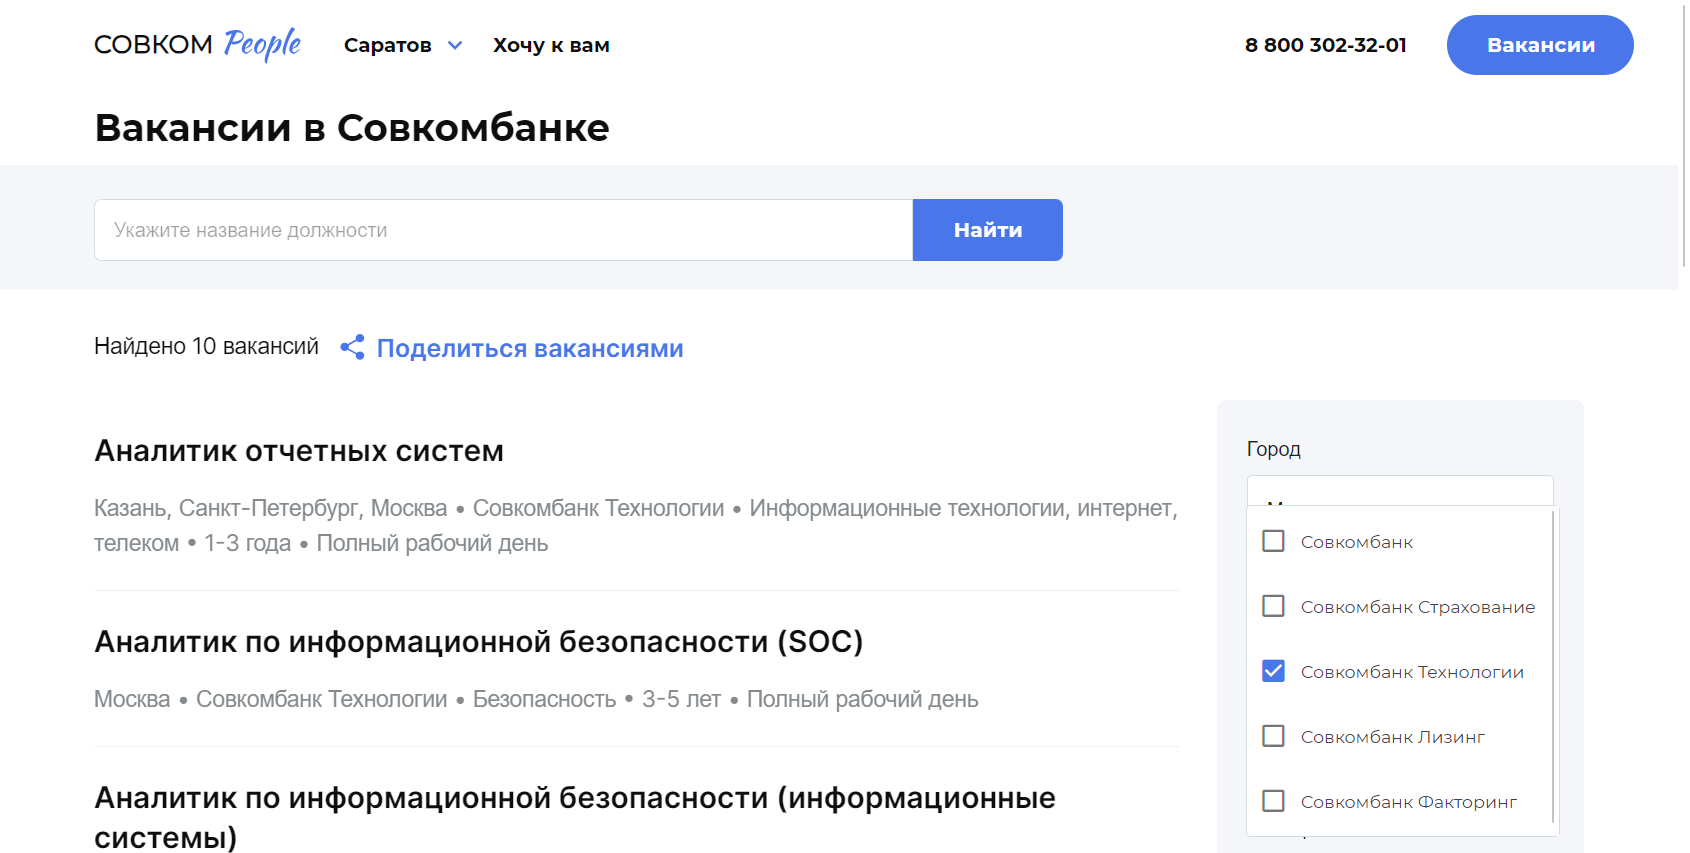 СОВКОМ People
Саратов
Хочу к вам
8 800 302-32-01
Вакансии
Вакансии в Совкомбанке
Укажите название должности
Найти
Найдено 10 вакансий
Поделиться вакансиями
Аналитик отчетных систем
Казань, Санкт-Петербург, Москва • Совкомбанк Технологии • Информационные технологии, интернет,
телеком • 1-3 года • Полный рабочий день
Аналитик по информационной безопасности (SOC)
Москва • Совкомбанк Технологии • Безопасность • 3-5 лет • Полный рабочий день
Аналитик по информационной безопасности (информационные
системы)
Город
Совкомбанк
Совкомбанк Страхование
Совкомбанк Технологии
Совкомбанк Лизинг
Совкомбанк Факторинг